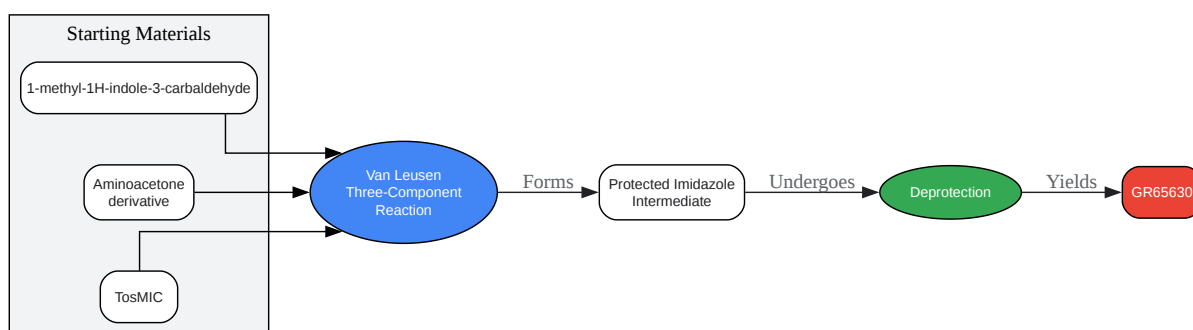 Starting Materials
1-methyl-1H-indole-3-carbaldehyde
Aminoacetone
derivative
TosMIC
Van Leusen
Three-Component
Reaction
Forms
Protected Imidazole
Intermediate
Undergoes
Deprotection
Yields
GR65630